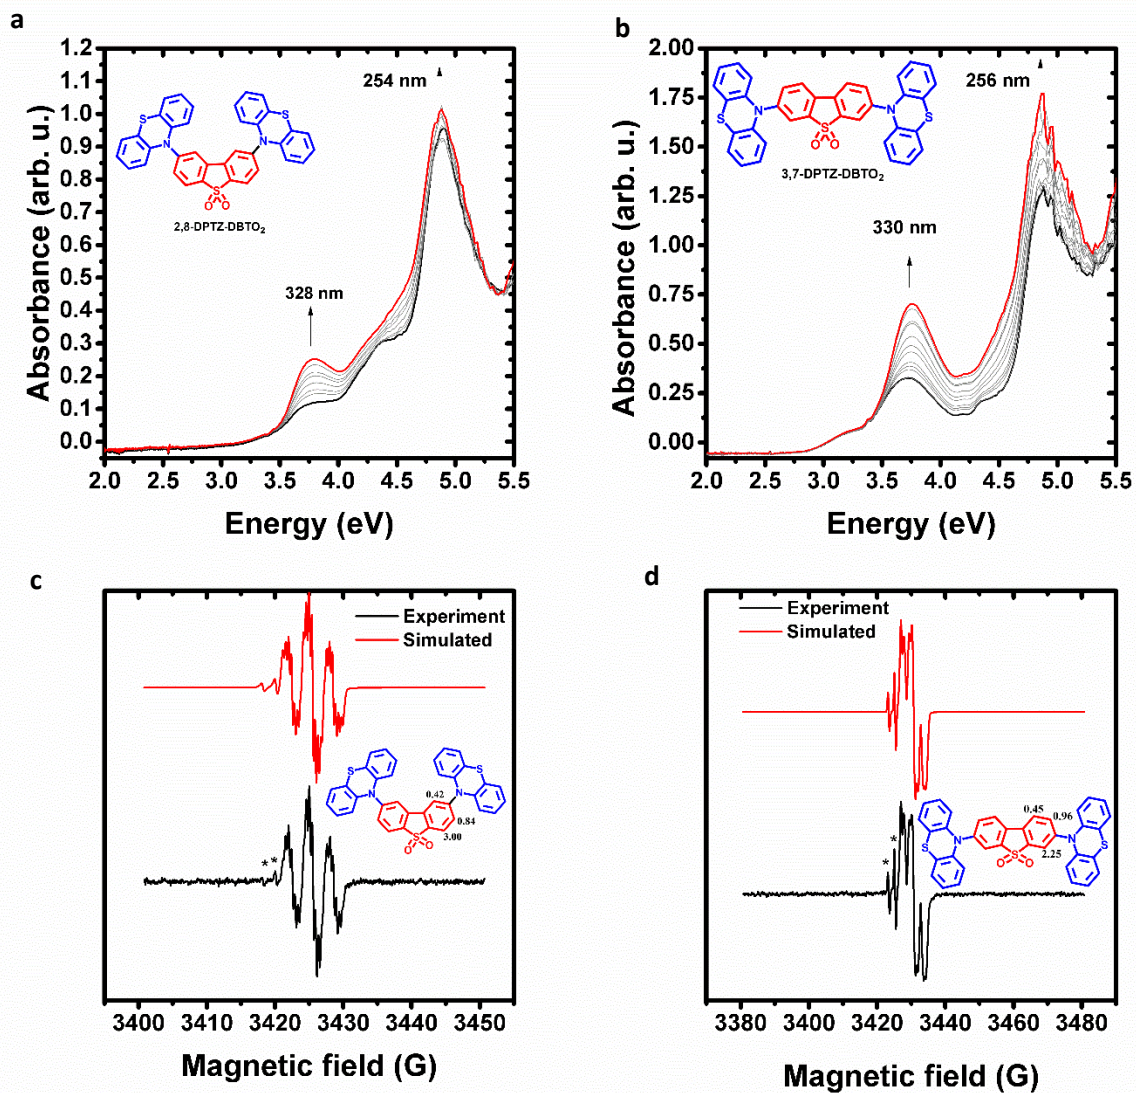 a
1.2
1.1
1.0
0.9
0.8
0.7
0.6
0.5
0.4
0.3
0.2
0.1
0.0
Absorbance (arb. u.)
254 nm
328 nm
S
N
N
S
S
O O
2,8-DPTZ-DBTO2
2.0 2.5 3.0 3.5 4.0 4.5 5.0 5.5
Energy (eV)
b
2.00
1.75
1.50
1.25
1.00
0.75
0.50
0.25
0.00
Absorbance (arb. u.)
256 nm
330 nm
N
N
S
S
S
O O
3,7-DPTZ-DBTO2
2.0 2.5 3.0 3.5 4.0 4.5 5.0 5.5
Energy (eV)
c
Experiment
Simulated
S
S
N
N
0.42
0.84
3.00
S
O O
* *
3400 3410 3420 3430 3440 3450
Magnetic field (G)
d
Experiment
Simulated
0.45
0.96
N
N
S
S
2.25
S
O O
*
*
3380 3400 3420 3440 3460 3480
Magnetic field (G)